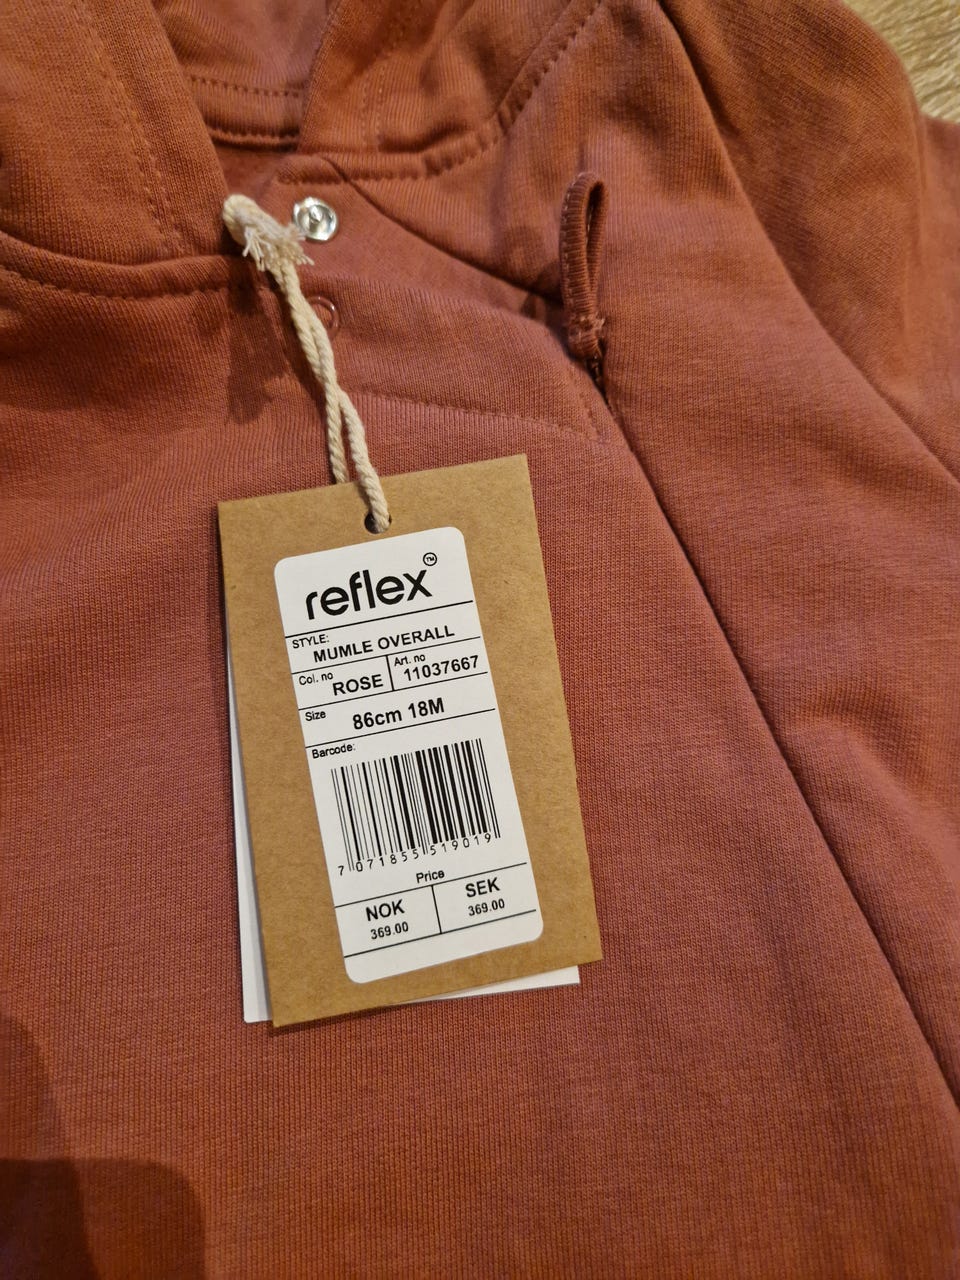 reflex™
STYLE:
MUMLE OVERALL
Col. no ROSE Art. no 11037667
Size 86cm 18M
Barcode:
7 071855 519019
Price
NOK SEK
369.00 369.00